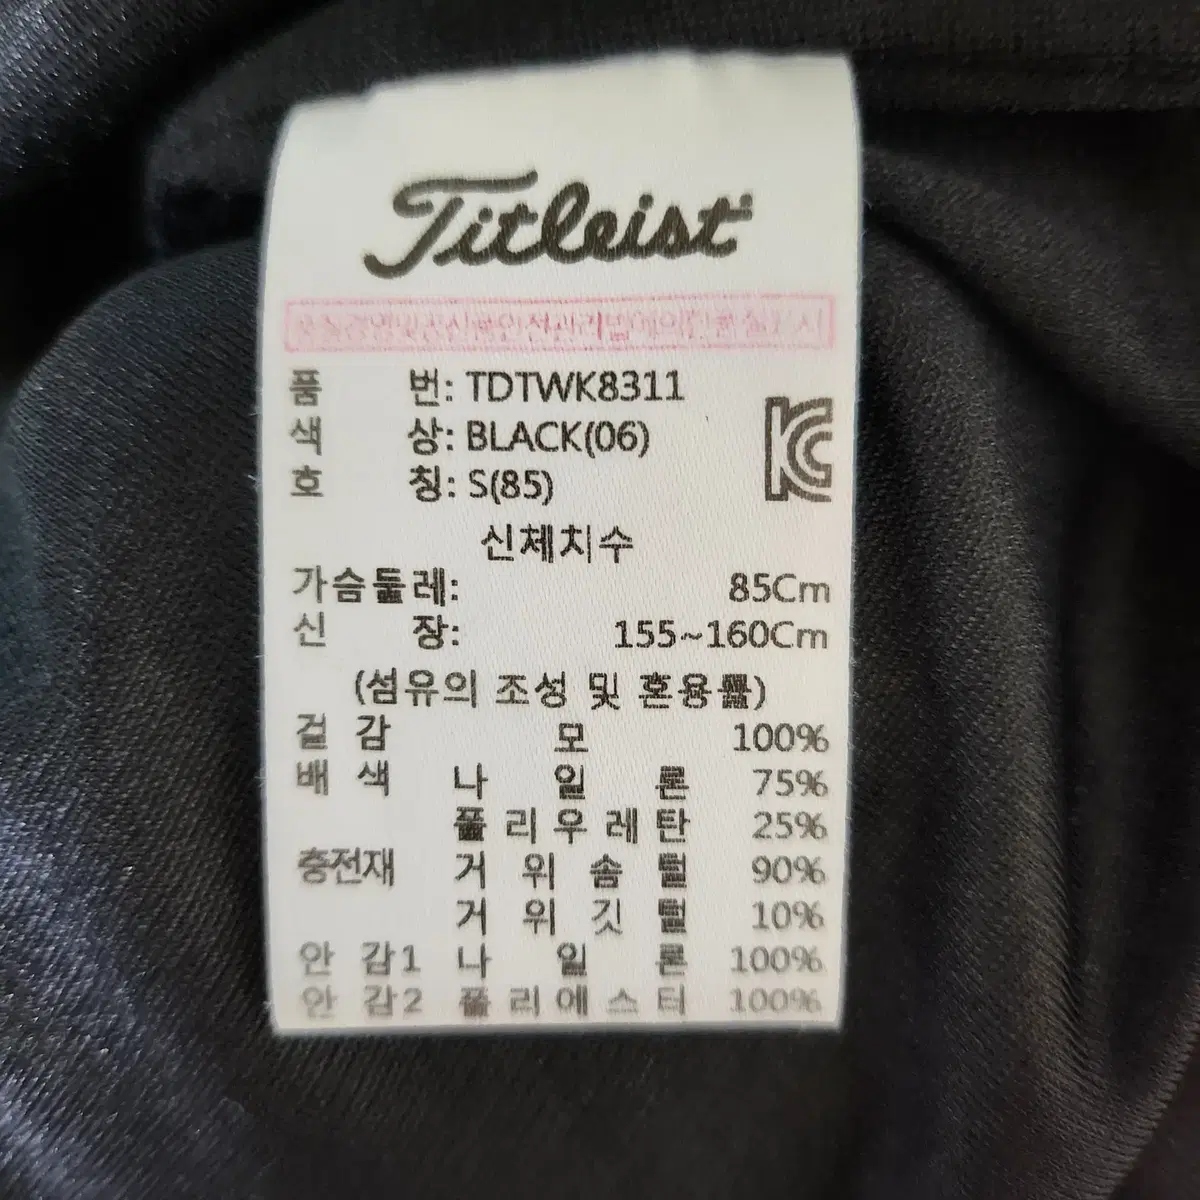 Titleist
품 번: TDTWK8311
색 상: BLACK(06)
호 칭: S(85)
KC
신체치수
가슴둘레: 85Cm
신 장: 155~160Cm
(섬유의 조성 및 혼용률)
겉 감 모 100%
배 색 나 일 론 75%
폴 리 우 레 탄 25%
충전재 거 위 솜 털 90%
거 위 깃 털 10%
안 감1 나 일 론 100%
안 감2 폴 리 에 스 터 100%